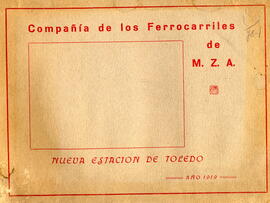 Compañía de los Ferrocarriles
de
M. Z. A.
NUEVA ESTACION DE TOLEDO
AÑO 1919